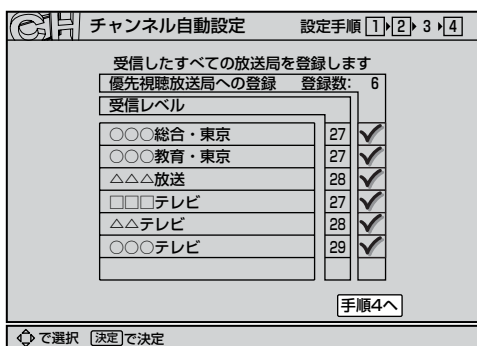 CH チャンネル自動設定 設定手順 1 2 3 4
受信したすべての放送局を登録します
優先視聴放送局への登録 登録数: 6
受信レベル
○○○総合・東京 27 ✓
○○○教育・東京 27 ✓
△△△放送 28 ✓
□□□テレビ 27 ✓
△△テレビ 28 ✓
○○○テレビ 29 ✓
手順4へ
で選択 決定で決定